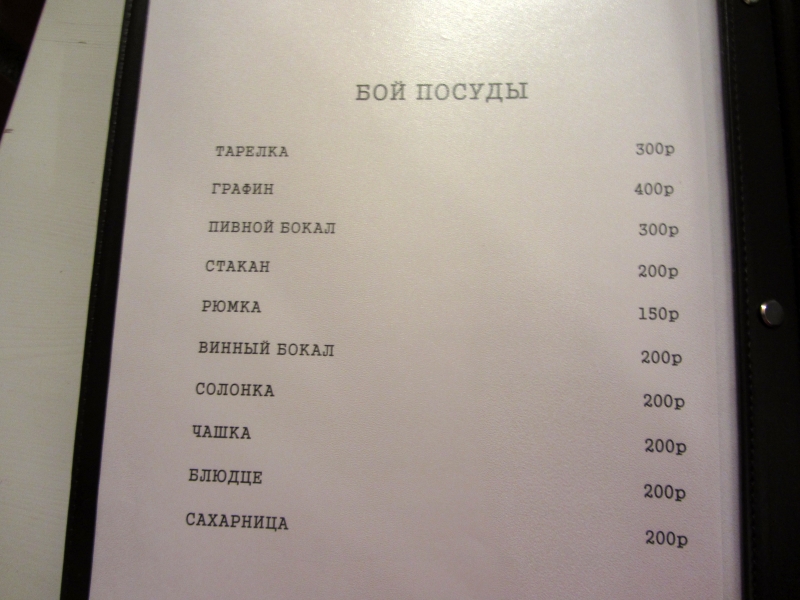 БОЙ ПОСУДЫ
ТАРЕЛКА 300р
ГРАФИН 400р
ПИВНОЙ БОКАЛ 300р
СТАКАН 200р
РЮМКА 150р
ВИННЫЙ БОКАЛ 200р
СОЛОНКА 200р
ЧАШКА 200р
БЛЮДЦЕ 200р
САХАРНИЦА 200р